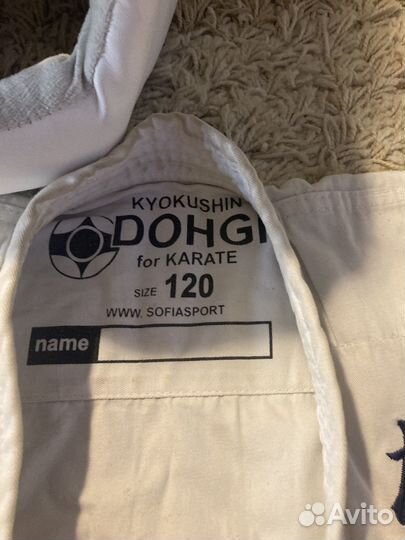 KYOKUSHIN
DOHGI
for KARATE
SIZE 120
WWW. SOFIASPORT
name
Avito